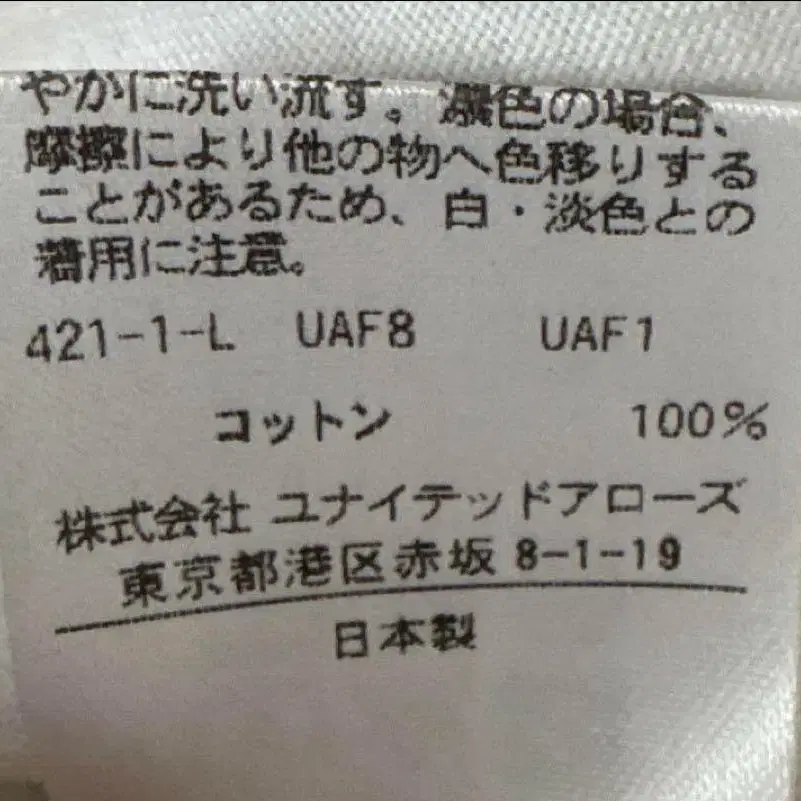 やかに洗い流す。濃色の場合、
摩擦により他の物へ色移りする
ことがあるため、白・淡色との
着用に注意。
421-1-L UAF8 UAF1
コットン 100%
株式会社 ユナイテッドアローズ
東京都港区赤坂 8-1-19
日本製